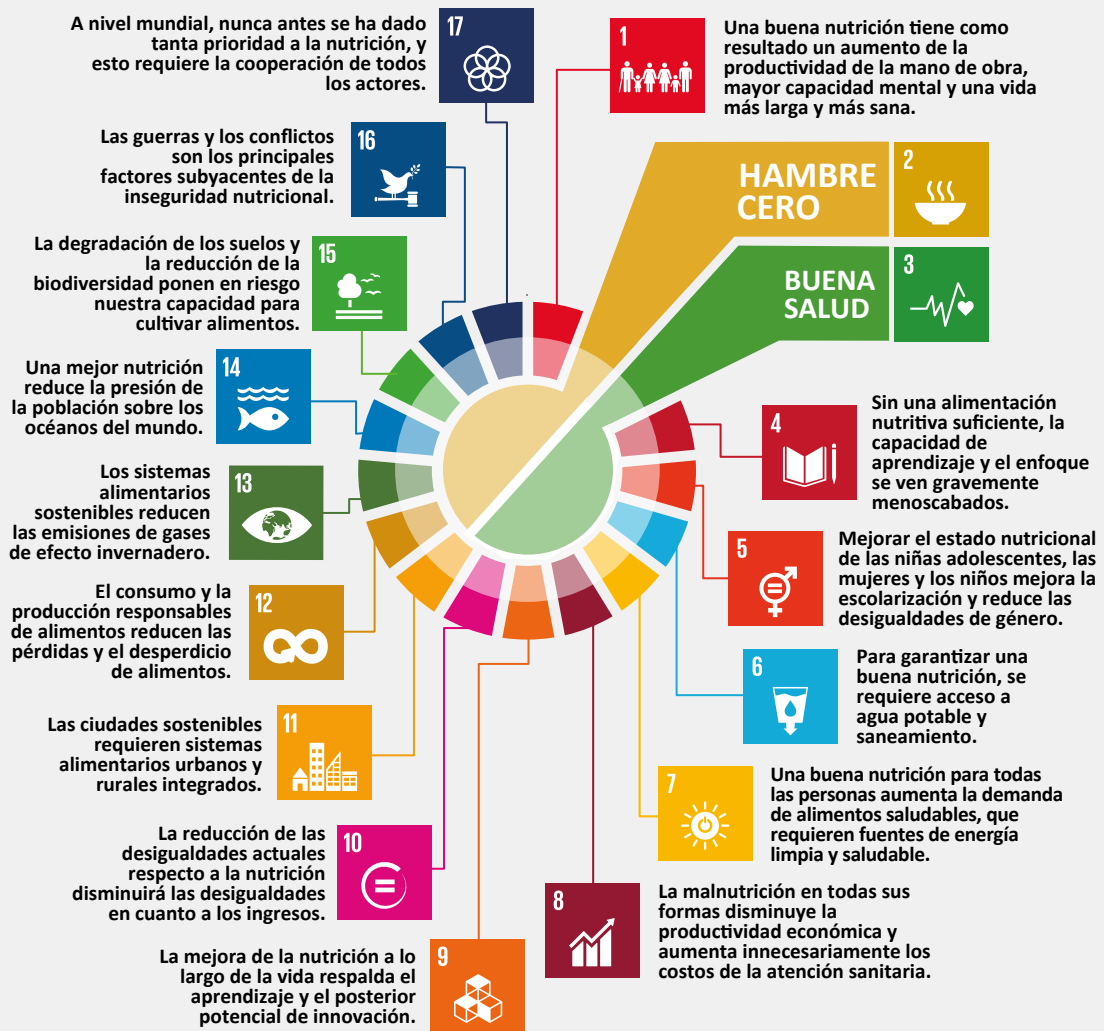 1
Una buena nutrición tiene como
resultado un aumento de la
productividad de la mano de obra,
mayor capacidad mental y una vida
más larga y más sana.
HAMBRE
CERO
2
BUENA
SALUD
3
4
Sin una alimentación
nutritiva suficiente, la
capacidad de
aprendizaje y el enfoque
se ven gravemente
menoscabados.
5
Mejorar el estado nutricional
de las niñas adolescentes, las
mujeres y los niños mejora la
escolarización y reduce las
desigualdades de género.
6
Para garantizar una
buena nutrición, se
requiere acceso a
agua potable y
saneamiento.
7
Una buena nutrición para todas
las personas aumenta la demanda
de alimentos saludables, que
requieren fuentes de energía
limpia y saludable.
8
La malnutrición en todas sus
formas disminuye la
productividad económica y
aumenta innecesariamente los
costos de la atención sanitaria.
9
La mejora de la nutrición a lo
largo de la vida respalda el
aprendizaje y el posterior
potencial de innovación.
10
La reducción de las
desigualdades actuales
respecto a la nutrición
disminuirá las desigualdades
en cuanto a los ingresos.
11
Las ciudades sostenibles
requieren sistemas
alimentarios urbanos y
rurales integrados.
12
El consumo y la
producción responsables
de alimentos reducen las
pérdidas y el desperdicio
de alimentos.
13
Los sistemas
alimentarios
sostenibles reducen
las emisiones de gases
de efecto invernadero.
14
Una mejor nutrición
reduce la presión de
la población sobre los
océanos del mundo.
15
La degradación de los suelos y
la reducción de la
biodiversidad ponen en riesgo
nuestra capacidad para
cultivar alimentos.
16
Las guerras y los conflictos
son los principales
factores subyacentes de la
inseguridad nutricional.
17
A nivel mundial, nunca antes se ha dado
tanta prioridad a la nutrición, y
esto requiere la cooperación de todos
los actores.